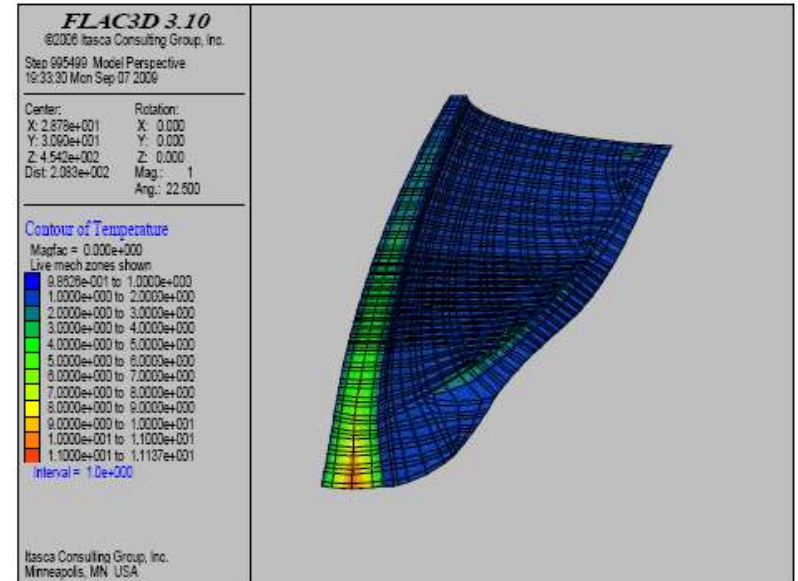 FLAC3D 3.10
©2006 Itasca Consulting Group, Inc.
Step 995499 Model Perspective
19:33:30 Mon Sep 07 2009
Center: Rotation:
X: 2.878e+001 X: 0.000
Y: 3.090e+001 Y: 0.000
Z: 4.542e+002 Z: 0.000
Dist: 2.083e+002 Mag.: 1
Ang.: 22.500
Contour of Temperature
Magfac = 0.000e+000
Live mech zones shown
9.8626e-001 to 1.0000e+000
1.0000e+000 to 2.0000e+000
2.0000e+000 to 3.0000e+000
3.0000e+000 to 4.0000e+000
4.0000e+000 to 5.0000e+000
5.0000e+000 to 6.0000e+000
6.0000e+000 to 7.0000e+000
7.0000e+000 to 8.0000e+000
8.0000e+000 to 9.0000e+000
9.0000e+000 to 1.0000e+001
1.0000e+001 to 1.1000e+001
1.1000e+001 to 1.1137e+001
Interval = 1.0e+000
Itasca Consulting Group, Inc.
Minneapolis, MN USA